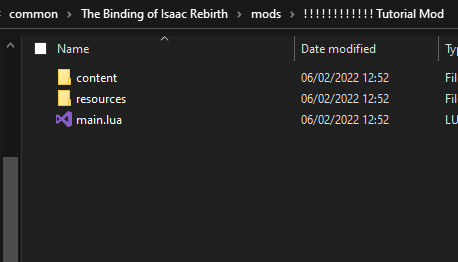 common > The Binding of Isaac Rebirth > mods > !!!!!!!!!!!! Tutorial Mod
Name Date modified Ty
content 06/02/2022 12:52 Fil
resources 06/02/2022 12:52 Fil
main.lua 06/02/2022 12:52 LU